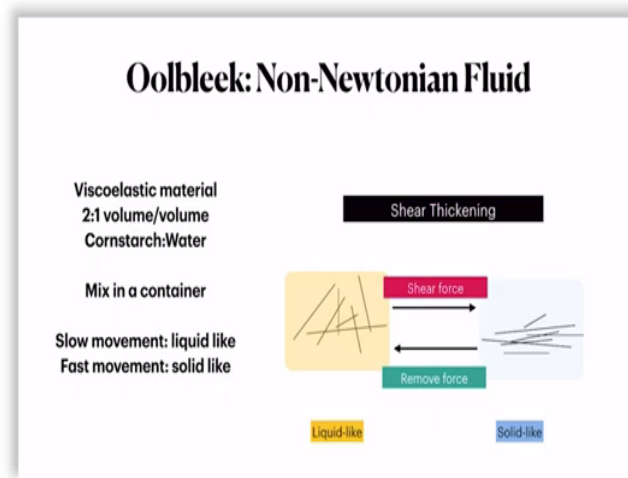 Oolbleek: Non-Newtonian Fluid
Viscoelastic material
2:1 volume/volume
Cornstarch:Water
Mix in a container
Slow movement: liquid like
Fast movement: solid like
Shear Thickening
Shear force
Remove force
Liquid-like
Solid-like